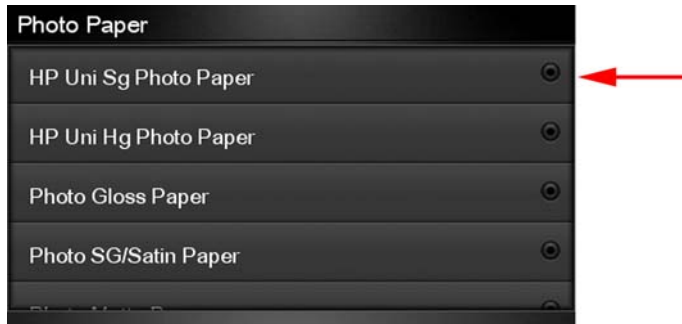 Photo Paper
HP Uni Sg Photo Paper
HP Uni Hg Photo Paper
Photo Gloss Paper
Photo SG/Satin Paper